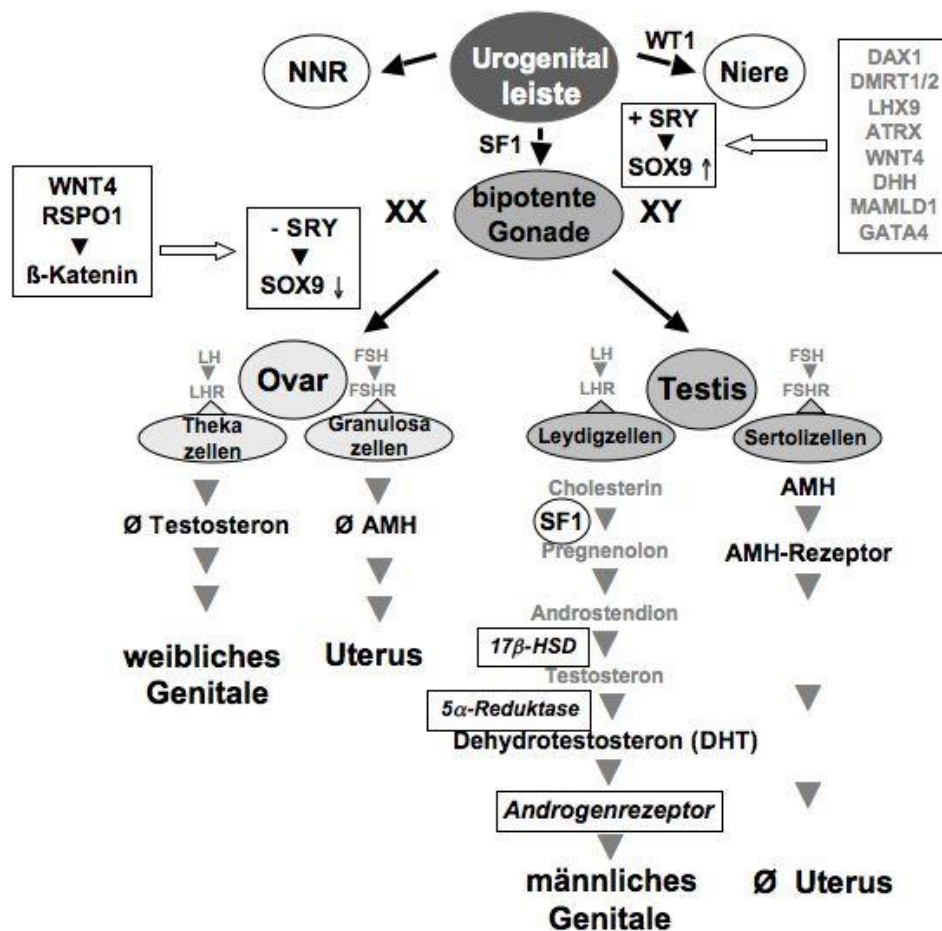 NNR
Urogenital
leiste
WT1
Niere
DAX1
DMRT1/2
LHX9
ATRX
WNT4
DHH
MAMLD1
GATA4
+ SRY
SOX9 ↑
SF1
WNT4
RSPO1
ß-Katenin
- SRY
SOX9 ↓
XX
bipotente
Gonade
XY
LH
LHR
Ovar
FSH
FSHR
Theka
zellen
Granulosa
zellen
Ø Testosteron
Ø AMH
weibliches
Genitale
Uterus
LH
LHR
Testis
FSH
FSHR
Leydigzellen
Sertolizellen
Cholesterin
SF1
Pregnenolon
Androstendion
17β-HSD
Testosteron
5α-Reduktase
Dehydrotestosteron (DHT)
Androgenrezeptor
männliches
Genitale
AMH
AMH-Rezeptor
Ø Uterus